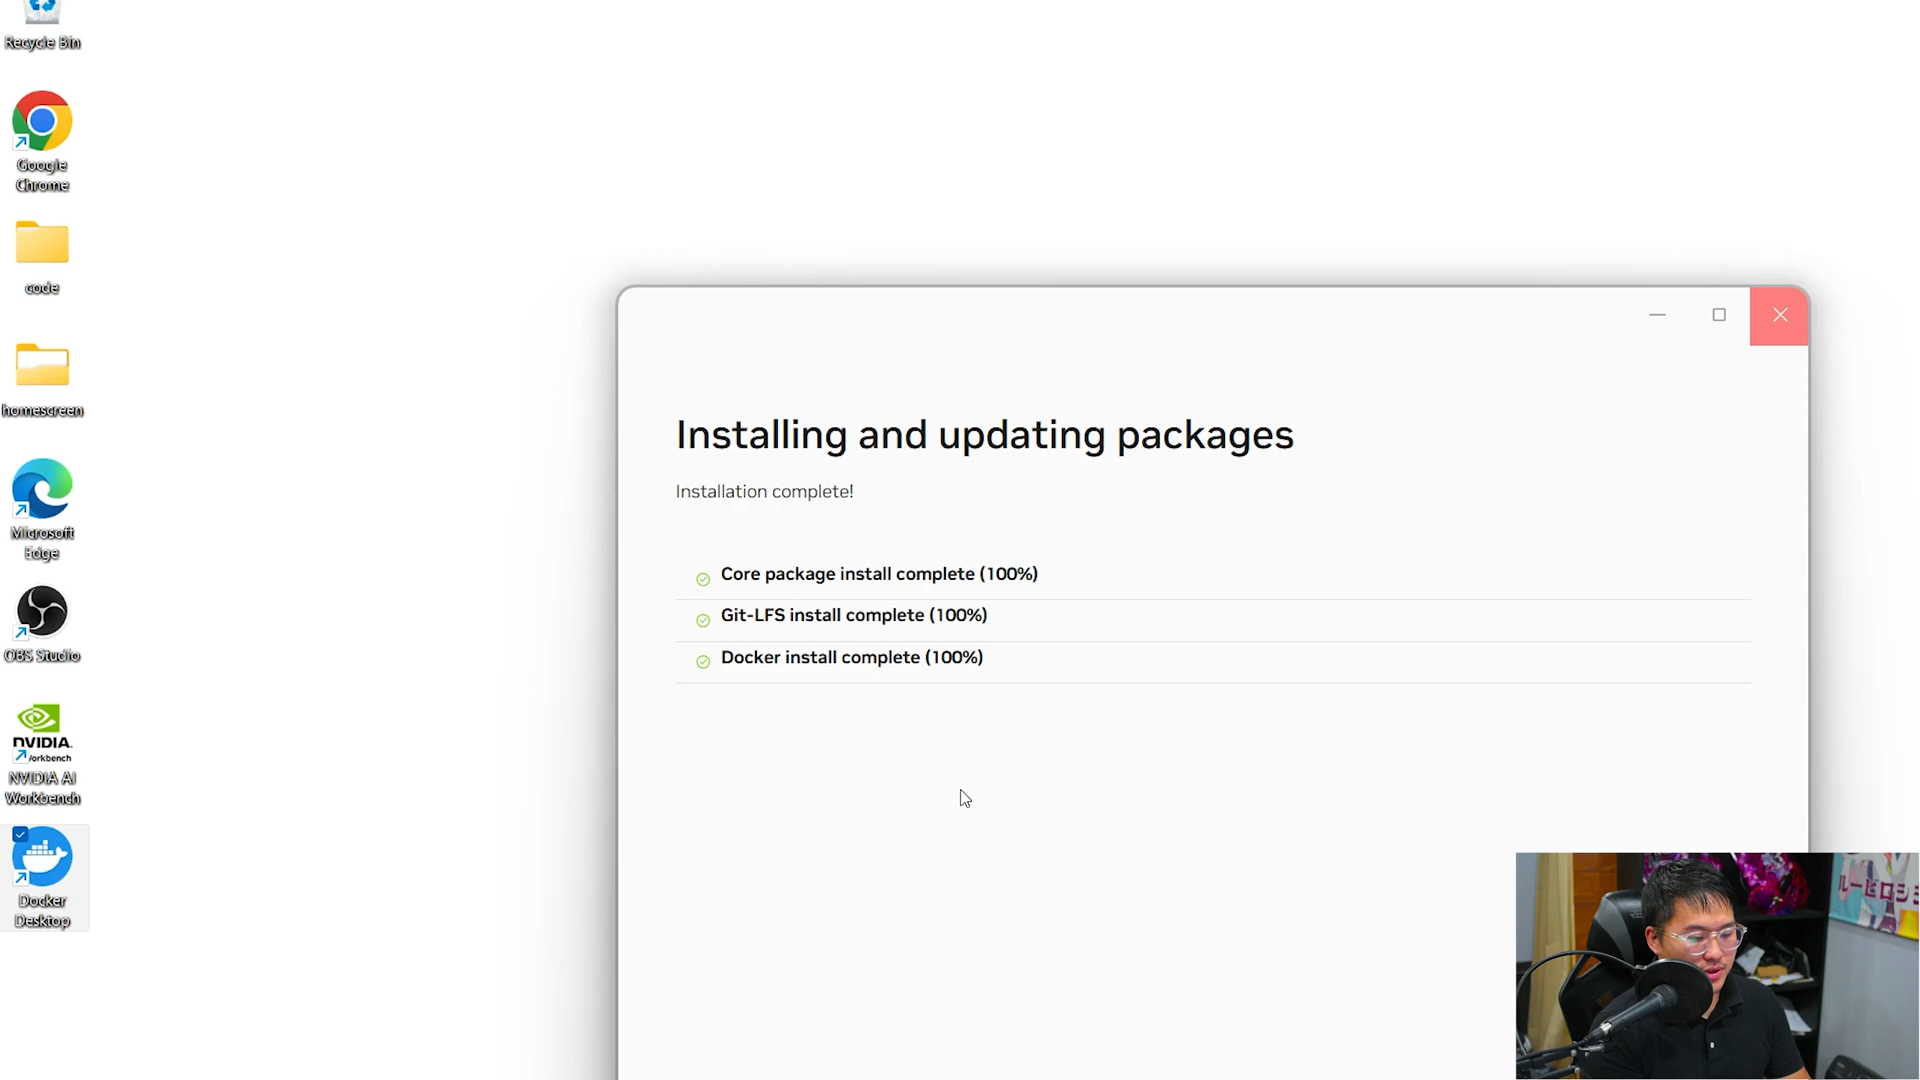 Recycle Bin
Google
Chrome
code
homescreen
Microsoft
Edge
OBS Studio
NVIDIA.
Workbench
NVIDIA AI
Workbench
Docker
Desktop
Installing and updating packages
Installation complete!
Core package install complete (100%)
Git-LFS install complete (100%)
Docker install complete (100%)